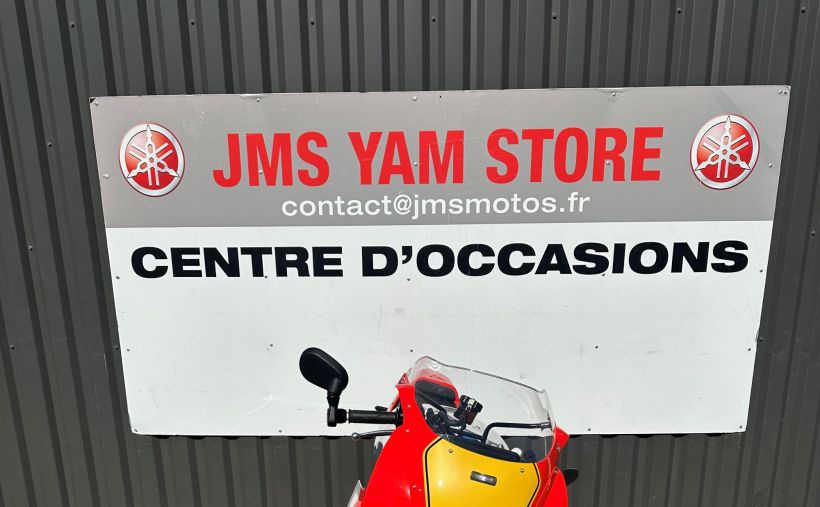 JMS YAM STORE
contact@jmsmotos.fr
CENTRE D'OCCASIONS